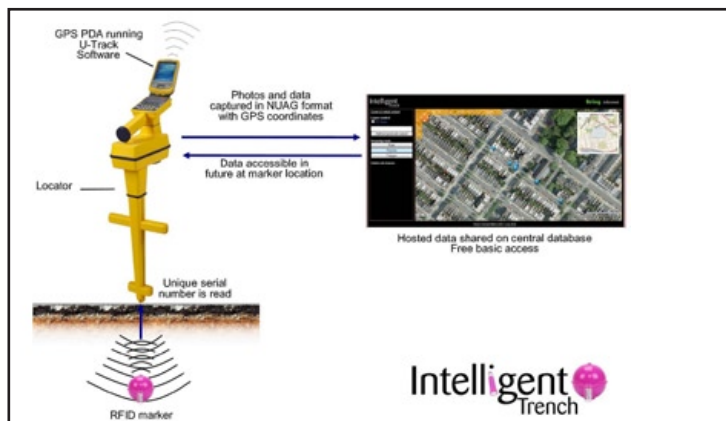 GPS PDA running
U-Track
Software
Photos and data
captured in NUAG format
with GPS coordinates
Data accessible in
future at marker location
Locator
Intelligent
Hosted data shared on central database
Free basic access
Unique serial
number is read
RFID marker
Intelligent
Trench